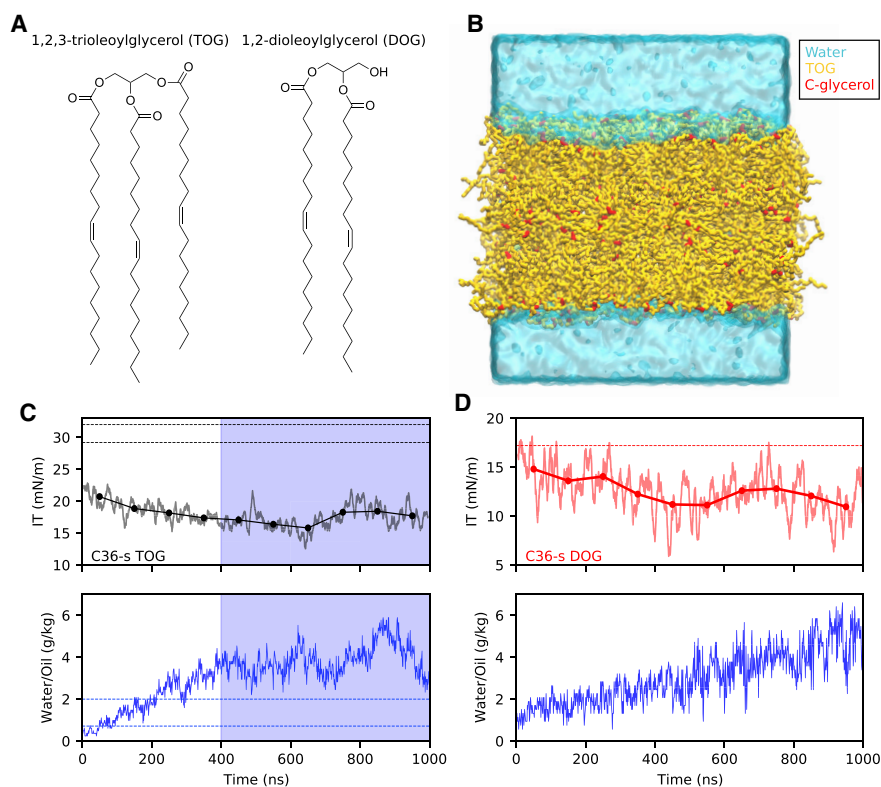 A
1,2,3-trioleoylglycerol (TOG)
1,2-dioleoylglycerol (DOG)
O
O
O
O
O
O
O
O
OH
O
O
B
Water
TOG
C-glycerol
C
IT (mN/m)
30
25
20
15
10
C36-s TOG
Water/Oil (g/kg)
6
4
2
0
0
200
400
600
800
1000
Time (ns)
D
IT (mN/m)
20
15
10
5
C36-s DOG
Water/Oil (g/kg)
6
4
2
0
0
200
400
600
800
1000
Time (ns)